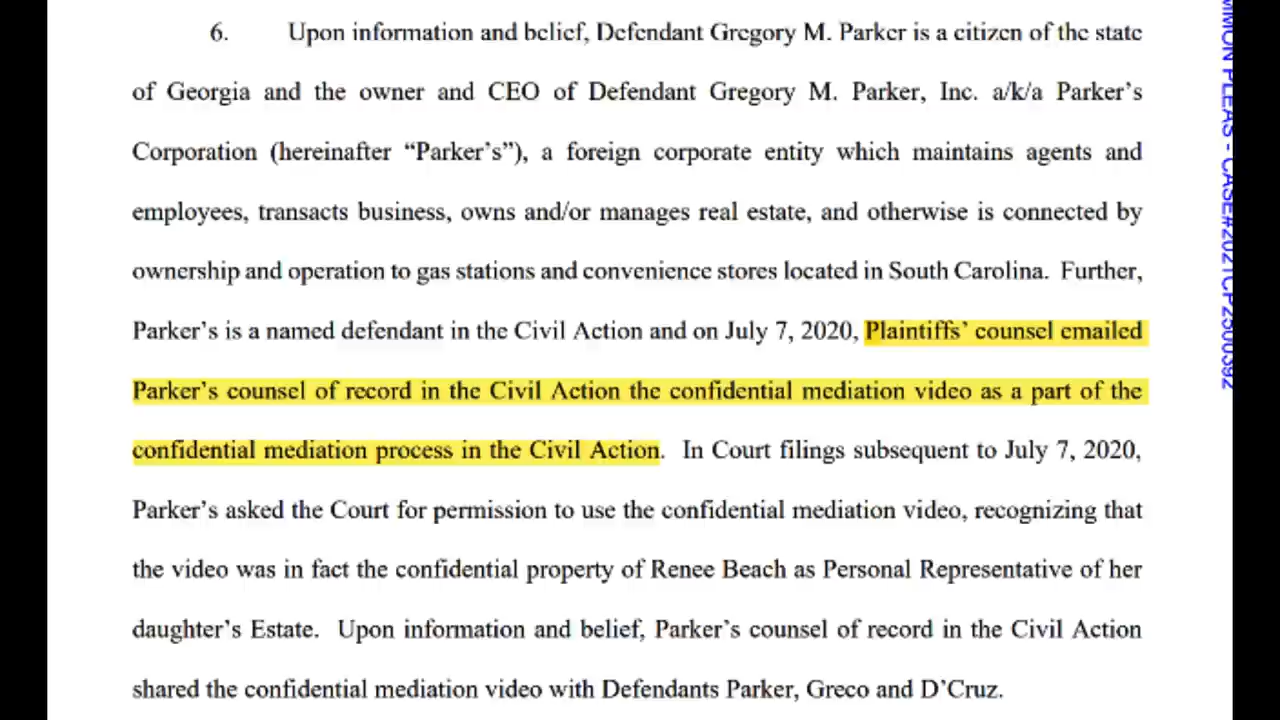 6. Upon information and belief, Defendant Gregory M. Parker is a citizen of the state
of Georgia and the owner and CEO of Defendant Gregory M. Parker, Inc. a/k/a Parker’s
Corporation (hereinafter “Parker’s”), a foreign corporate entity which maintains agents and
employees, transacts business, owns and/or manages real estate, and otherwise is connected by
ownership and operation to gas stations and convenience stores located in South Carolina. Further,
Parker’s is a named defendant in the Civil Action and on July 7, 2020, Plaintiffs’ counsel emailed
Parker’s counsel of record in the Civil Action the confidential mediation video as a part of the
confidential mediation process in the Civil Action. In Court filings subsequent to July 7, 2020,
Parker’s asked the Court for permission to use the confidential mediation video, recognizing that
the video was in fact the confidential property of Renee Beach as Personal Representative of her
daughter’s Estate. Upon information and belief, Parker’s counsel of record in the Civil Action
shared the confidential mediation video with Defendants Parker, Greco and D’Cruz.
PLEAS - CASE#2021CP2500392